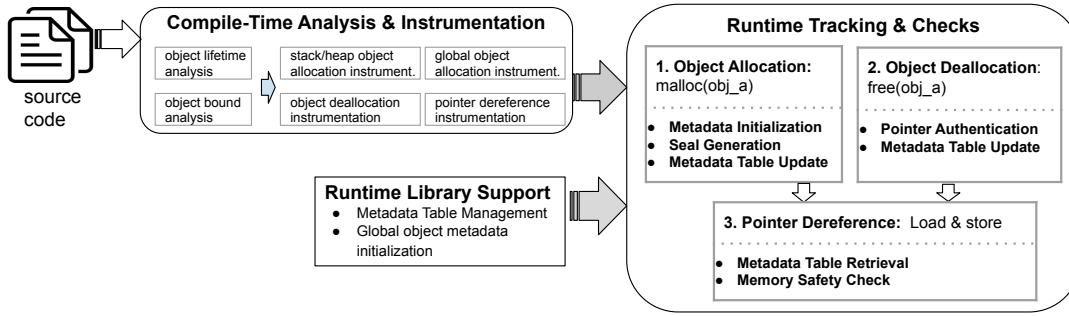 source
code
Compile-Time Analysis & Instrumentation
object lifetime
analysis
stack/heap object
allocation instrument.
global object
allocation instrument.
object bound
analysis
object deallocation
instrumentation
pointer dereference
instrumentation
Runtime Library Support
● Metadata Table Management
● Global object metadata
initialization
Runtime Tracking & Checks
1. Object Allocation:
malloc(obj_a)
● Metadata Initialization
● Seal Generation
● Metadata Table Update
2. Object Deallocation:
free(obj_a)
● Pointer Authentication
● Metadata Table Update
3. Pointer Dereference: Load & store
● Metadata Table Retrieval
● Memory Safety Check